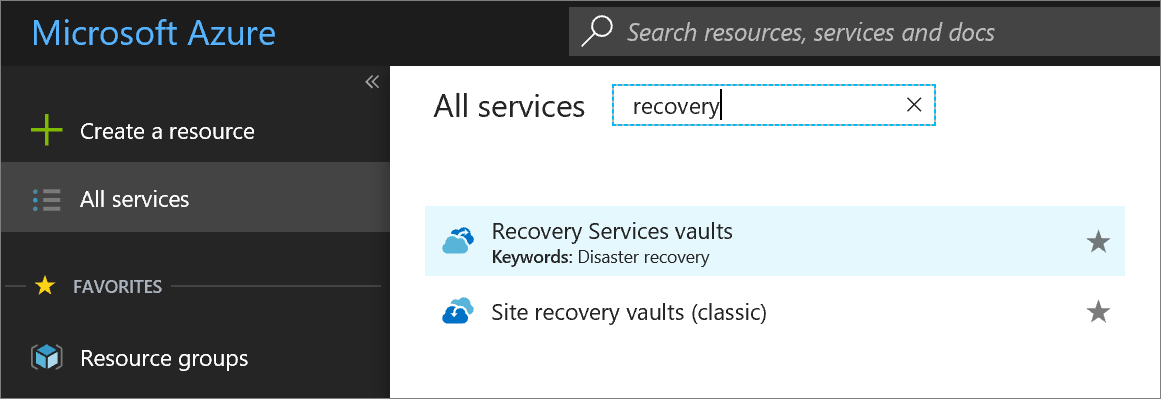 Microsoft Azure
Search resources, services and docs
«
Create a resource
All services
FAVORITES
Resource groups
All services
recovery
Recovery Services vaults
Keywords: Disaster recovery
Site recovery vaults (classic)